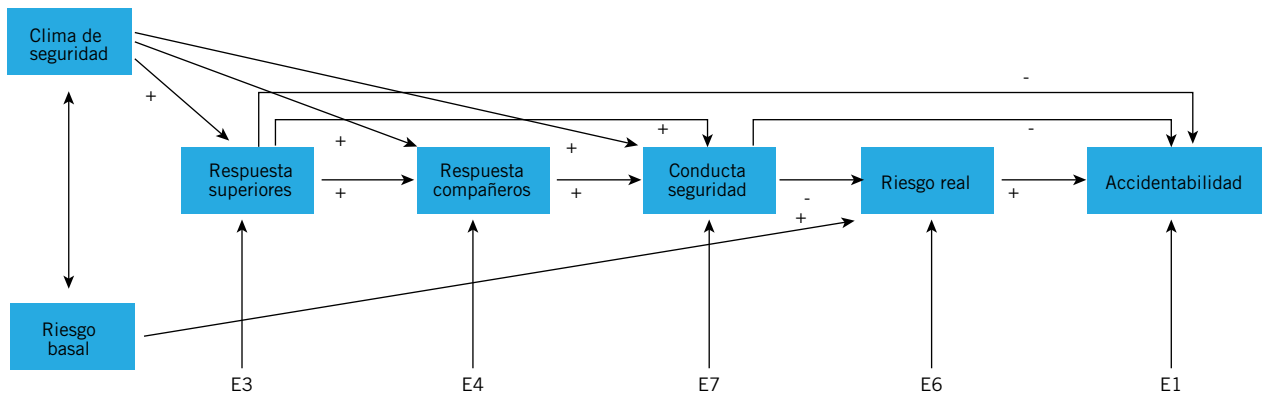 Clima de
seguridad
+
-
+
+
+
-
Respuesta
superiores
+
Respuesta
compañeros
+
Conducta
seguridad
-
+
Riesgo real
+
Accidentabilidad
Riesgo
basal
E3
E4
E7
E6
E1